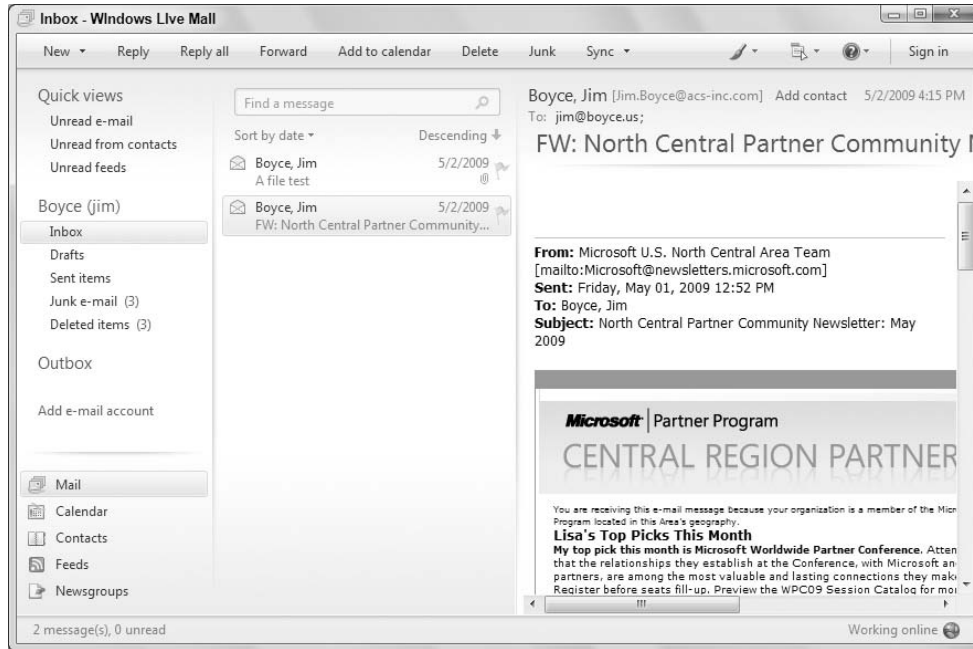 Inbox - Windows Live Mail
New Reply Reply all Forward Add to calendar Delete Junk Sync Sign in
Quick views
Unread e-mail
Unread from contacts
Unread feeds
Boyce (jim)
Inbox
Drafts
Sent items
Junk e-mail (3)
Deleted items (3)
Outbox
Add e-mail account
Mail
Calendar
Contacts
Feeds
Newsgroups
Find a message
Sort by date Descending
Boyce, Jim 5/2/2009
A file test
Boyce, Jim 5/2/2009
FW: North Central Partner Community...
Boyce, Jim [Jim.Boyce@acs-inc.com] Add contact 5/2/2009 4:15 PM
To: jim@boyce.us;
FW: North Central Partner Community
From: Microsoft U.S. North Central Area Team
[mailto:Microsoft@newsletters.microsoft.com]
Sent: Friday, May 01, 2009 12:52 PM
To: Boyce, Jim
Subject: North Central Partner Community Newsletter: May
2009
Microsoft Partner Program
CENTRAL REGION PARTNER
You are receiving this e-mail message because your organization is a member of the Micr
Program located in this Area's geography.
Lisa's Top Picks This Month
My top pick this month is Microsoft Worldwide Partner Conference. Atten
that the relationships they establish at the Conference, with Microsoft an
partners, are among the most valuable and lasting connections they make
Register before seats fill-up. Preview the WPC09 Session Catalog for mor
2 message(s), 0 unread
Working online